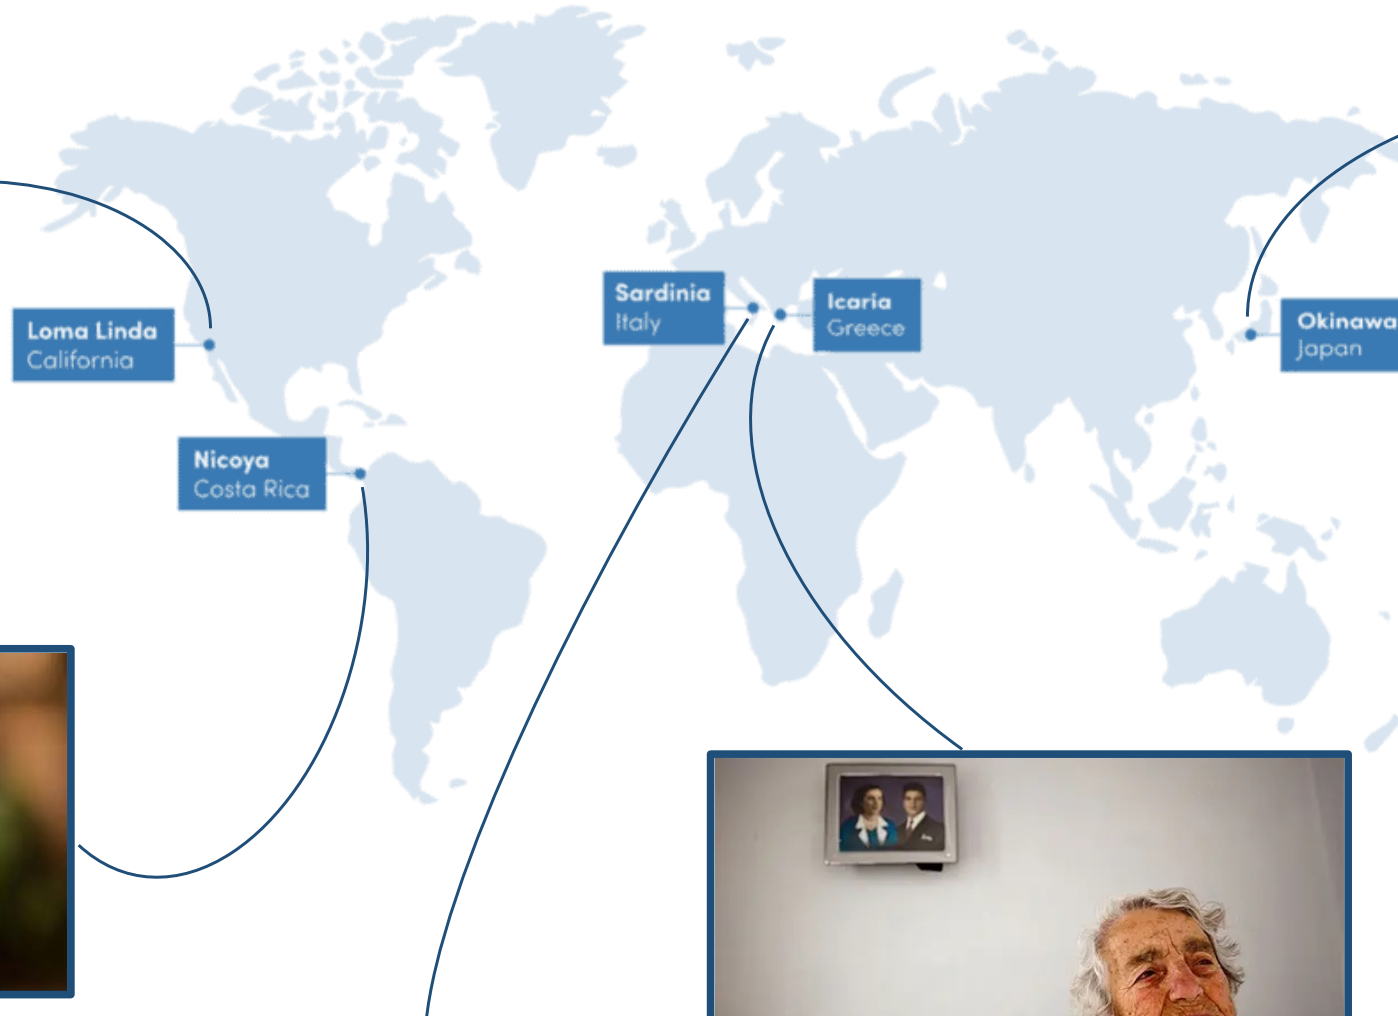 Sardinia
Italy
Icaria
Greece
Loma Linda
California
Okinawa
Japan
Nicoya
Costa Rica